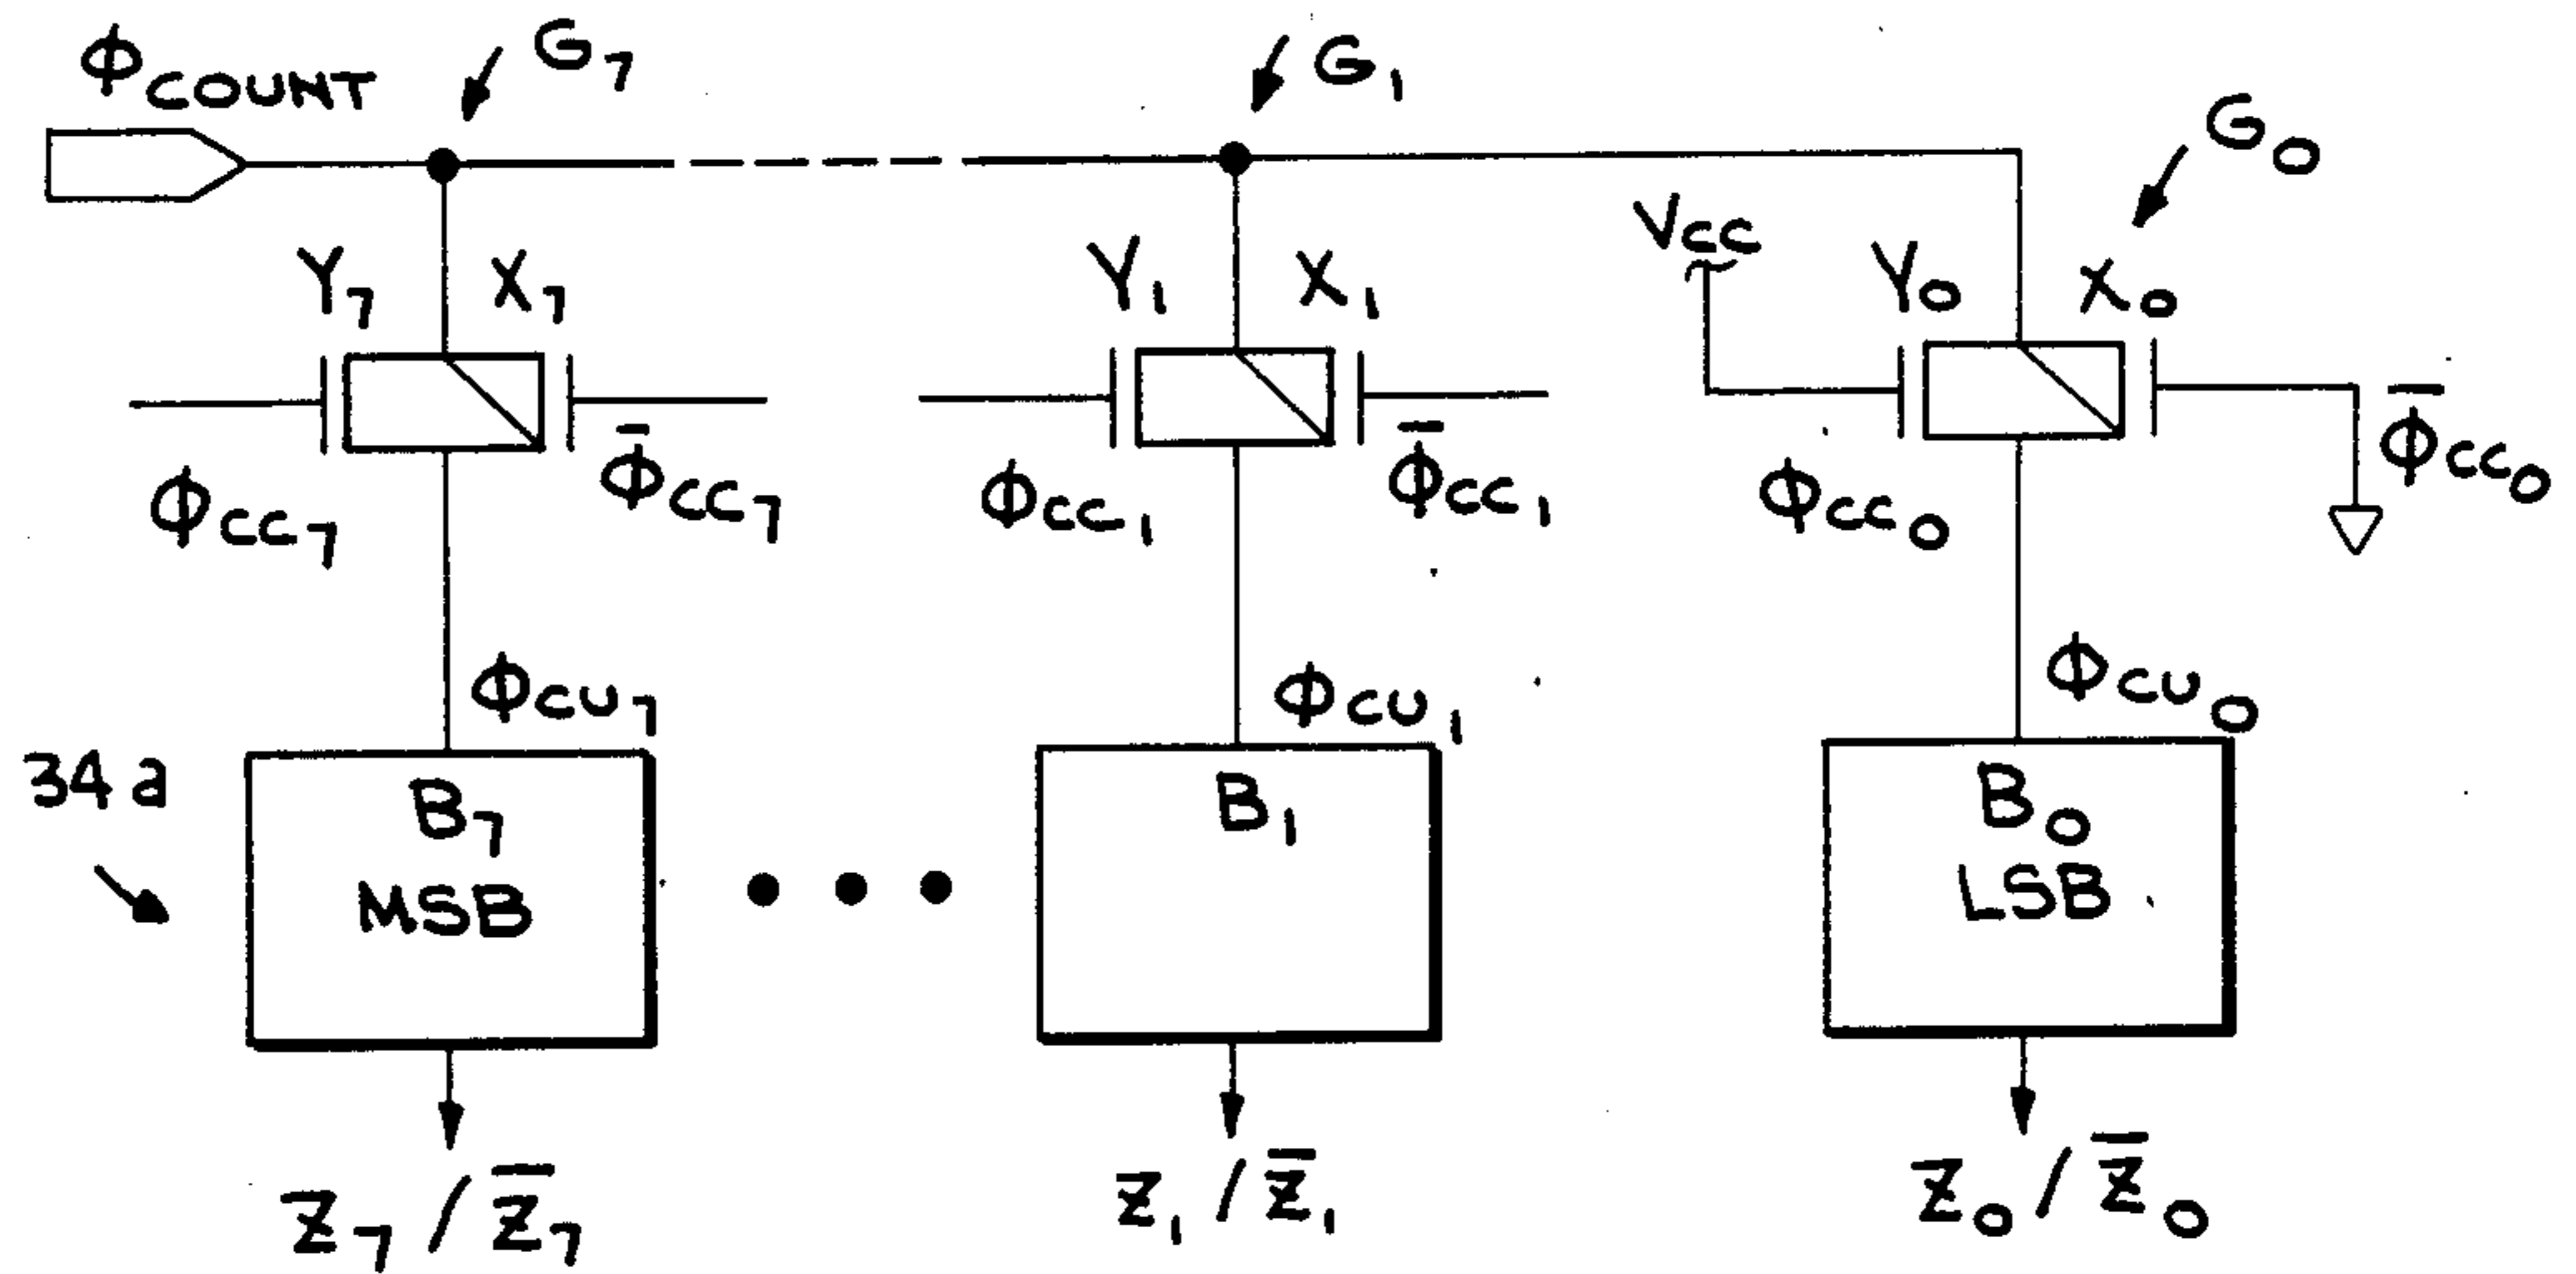 ΦCOUNT G7 G1 G0
Y7 X7 Y1 X1 VCC Y0 X0
ΦCC7 Φ̅CC7 ΦCC1 Φ̅CC1 ΦCC0 Φ̅CC0
ΦCU7 ΦCU1 ΦCU0
34a
B7 B1 B0
MSB LSB
Z7/Z̅7 Z1/Z̅1 Z0/Z̅0